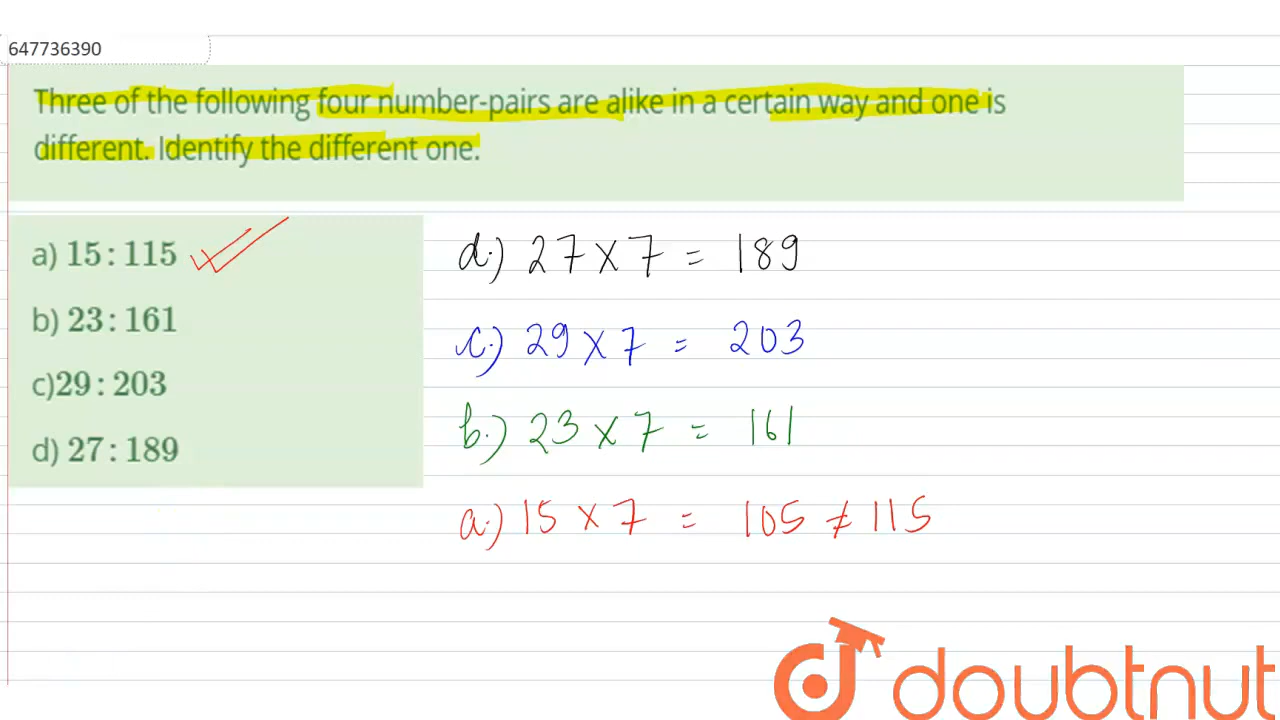 647736390
Three of the following four number-pairs are alike in a certain way and one is
different. Identify the different one.
a) 15 : 115
b) 23 : 161
c)29 : 203
d) 27 : 189
d.) 27 × 7 = 189
c.) 29 × 7 = 203
b.) 23 × 7 = 161
a.) 15 × 7 = 105 ≠ 115
doubtnut